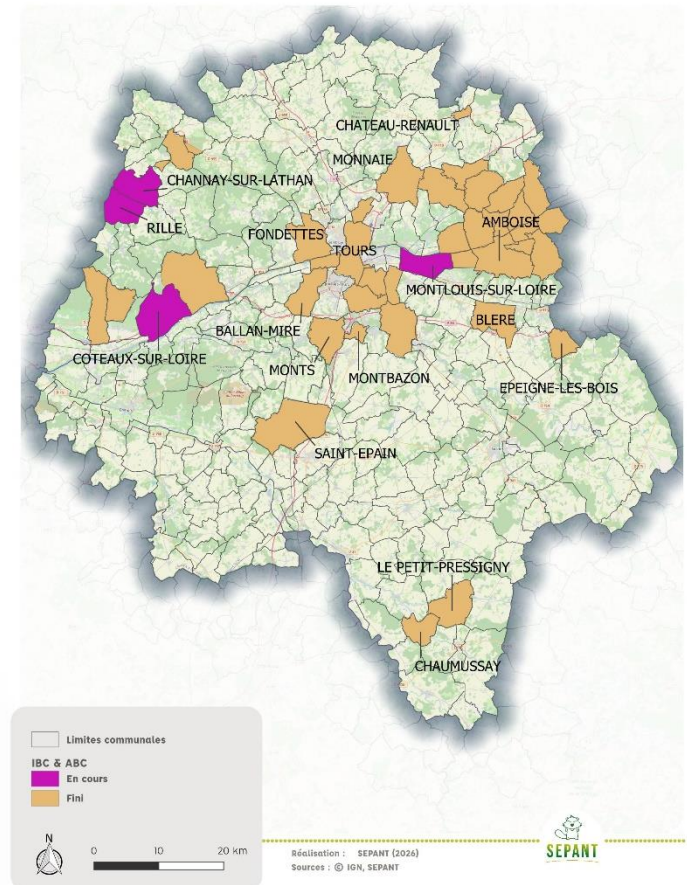 CHATEAU-RENAULT
MONNAIE
CHANNAY-SUR-LATHAN
AMBOISE
RILLE
FONDETTES
TOURS
MONTLOUIS-SUR-LOIRE
BALLAN-MIRE
BLERE
COTEAUX-SUR-LOIRE
MONTS
MONTBAZON
EPEIGNE-LES-BOIS
SAINT-EPAIN
LE PETIT-PRESSIGNY
CHAUMUSSAY
Limites communales
IBC & ABC
En cours
Fini
N
0 10 20 km
Réalisation : SEPANT (2026)
Sources : © IGN, SEPANT
SEPANT